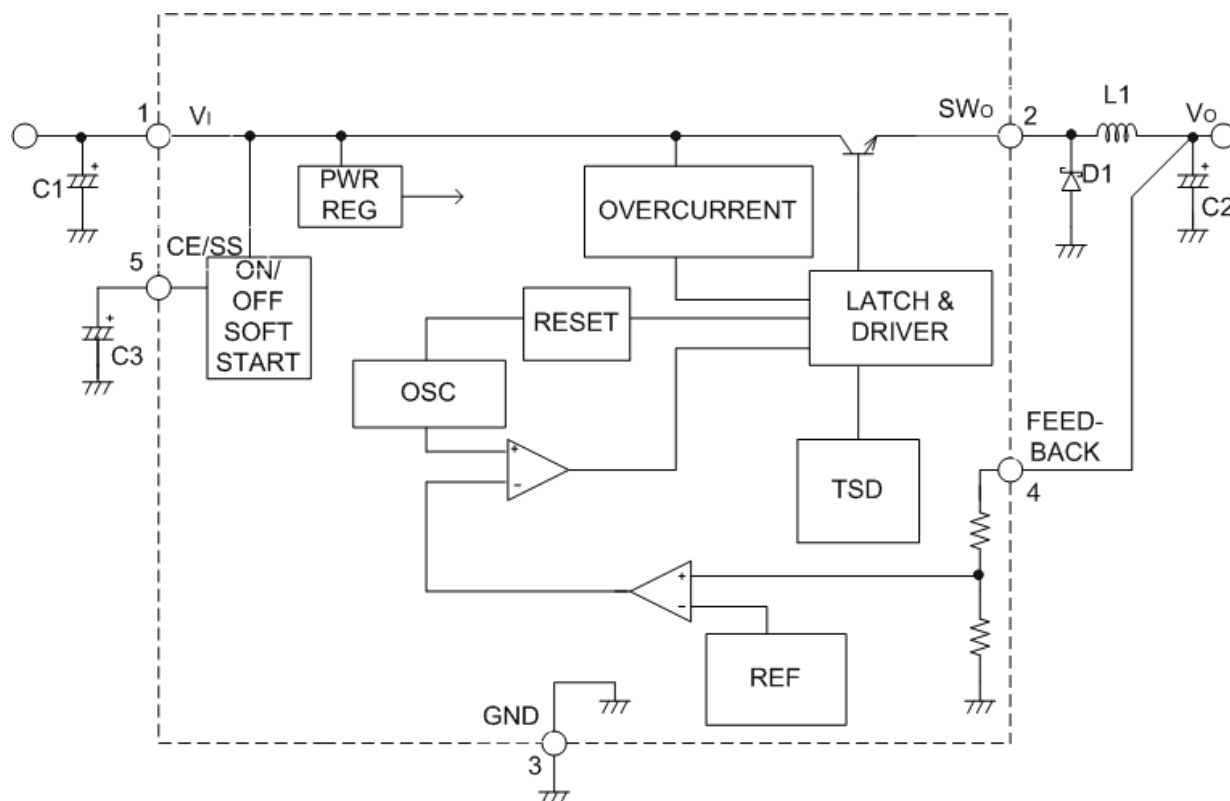 L1
1
VI
SWO
2
VO
+
C1
PWR
REG
OVERCURRENT
D1
+
C2
CE/SS
5
ON/
OFF
SOFT
START
LATCH &
DRIVER
+
C3
RESET
OSC
FEED-
BACK
+
−
TSD
4
+
−
REF
GND
3